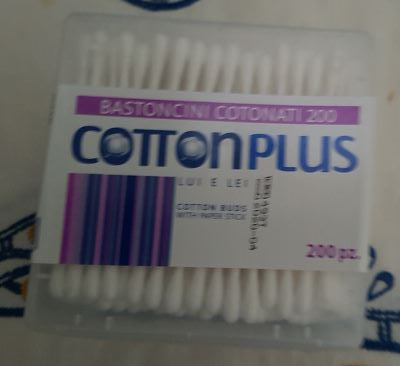 BASTONCINI COTONATI 200
COTTONPLUS
LUI E LEI
COTTON BUDS
WITH PAPER STICK
200 pz.